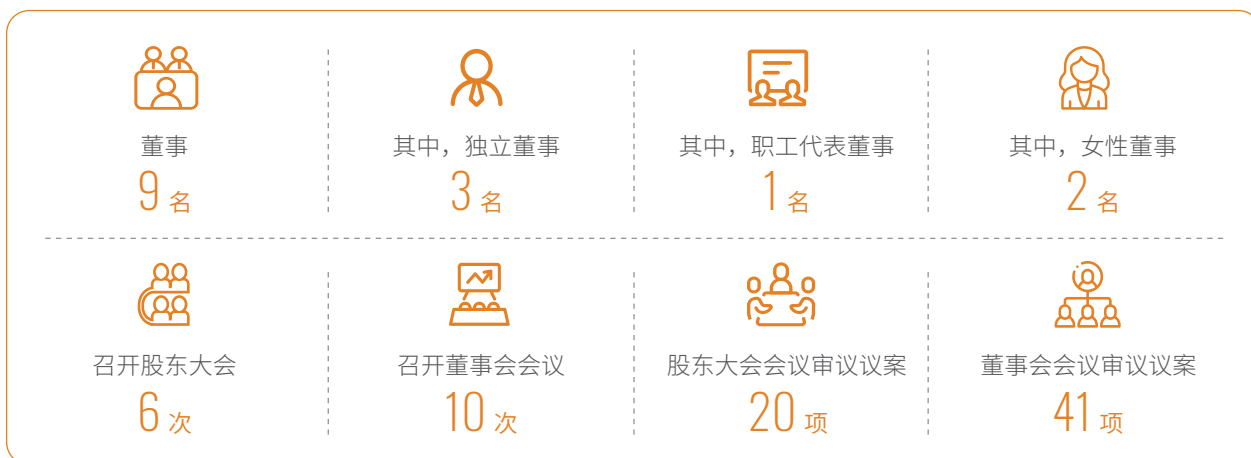 董事
9 名
其中，独立董事
3 名
其中，职工代表董事
1 名
其中，女性董事
2 名
召开股东大会
6 次
召开董事会会议
10 次
股东大会会议审议议案
20 项
董事会会议审议议案
41 项